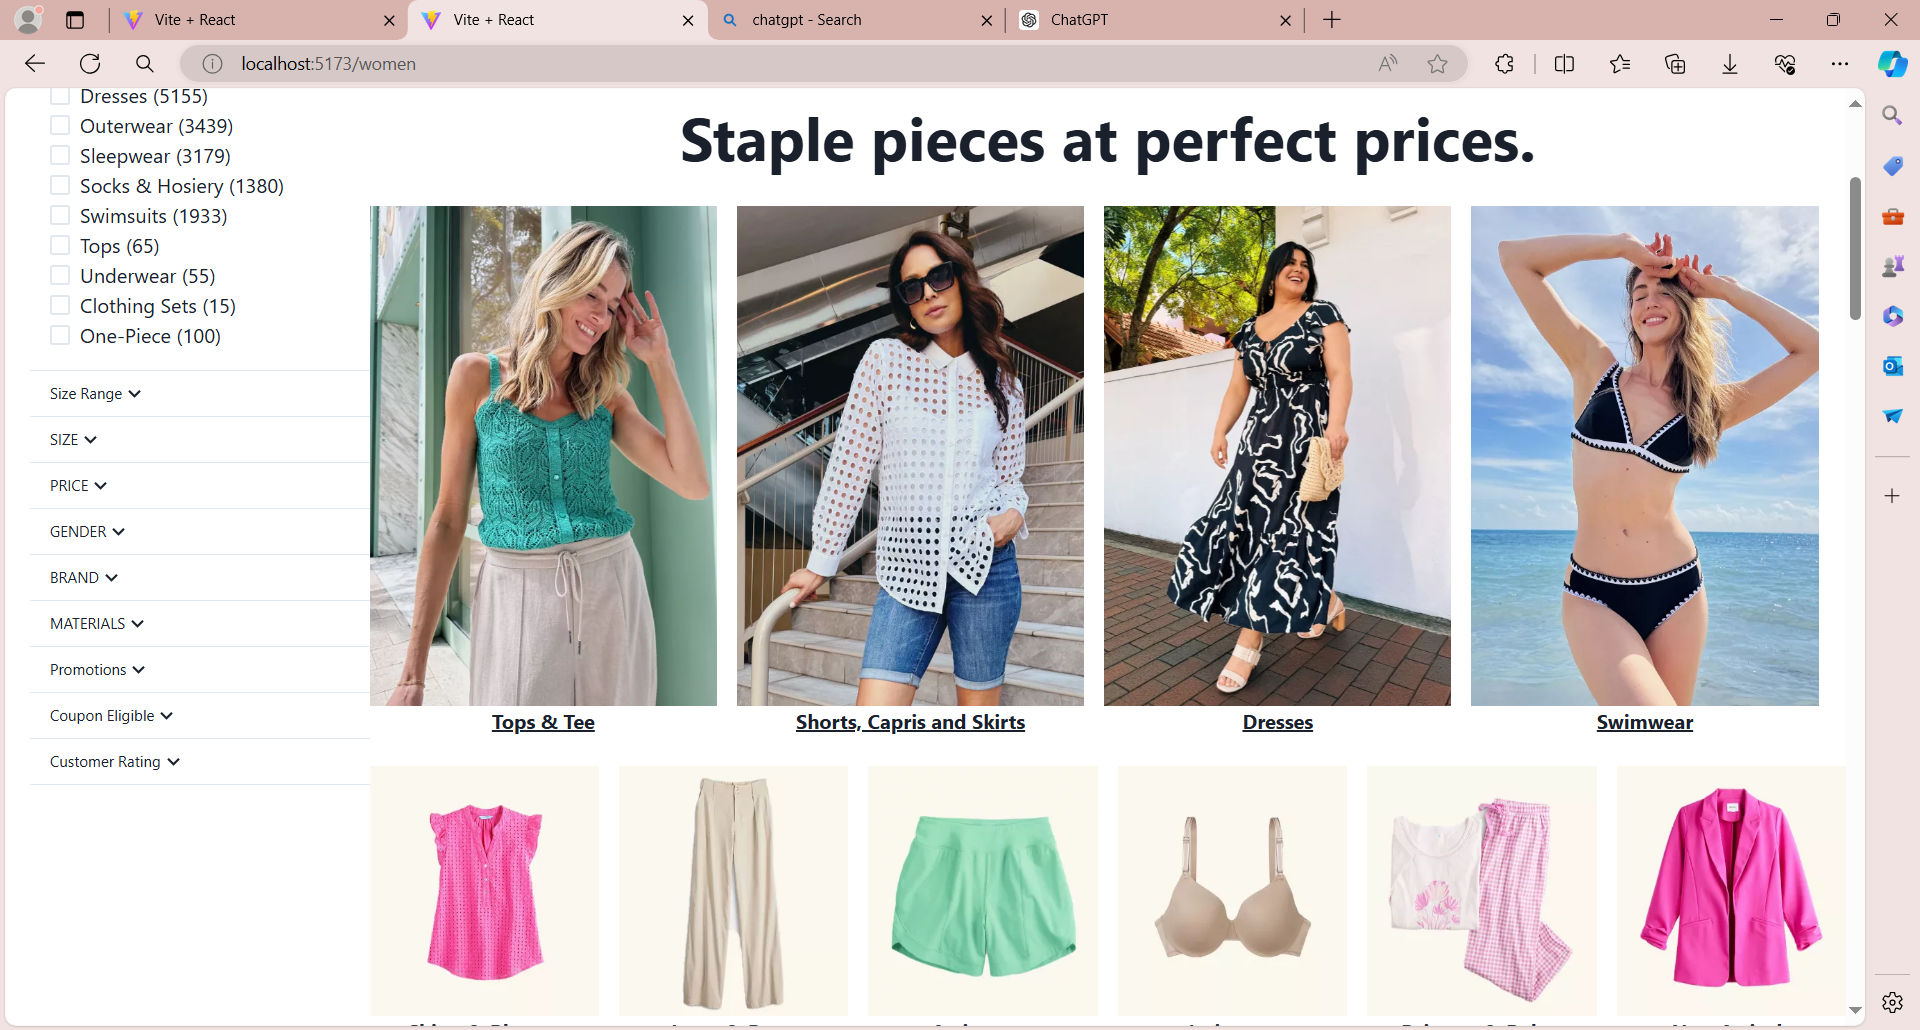 Vite + React
Vite + React
chatgpt - Search
ChatGPT
localhost:5173/women
Dresses (5155)
Outerwear (3439)
Sleepwear (3179)
Socks & Hosiery (1380)
Swimsuits (1933)
Tops (65)
Underwear (55)
Clothing Sets (15)
One-Piece (100)
Size Range
SIZE
PRICE
GENDER
BRAND
MATERIALS
Promotions
Coupon Eligible
Customer Rating
Staple pieces at perfect prices.
Tops & Tee
Shorts, Capris and Skirts
Dresses
Swimwear